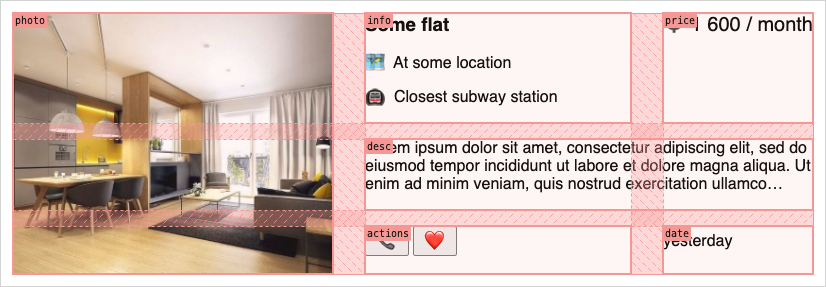 photo
info
price
Some flat
1 600 / month
At some location
Closest subway station
desc
em ipsum dolor sit amet, consectetur adipiscing elit, sed do
eiusmod tempor incididunt ut labore et dolore magna aliqua. Ut
enim ad minim veniam, quis nostrud exercitation ullamco…
actions
date
yesterday